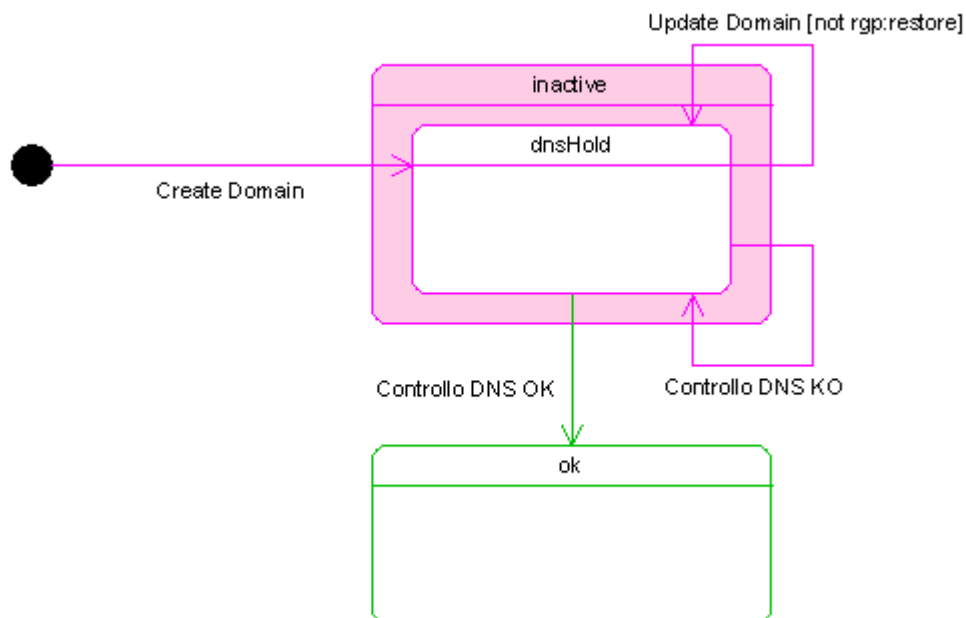 Update Domain [not rgp:restore]
inactive
dnsHold
Create Domain
Controllo DNS OK
Controllo DNS KO
ok